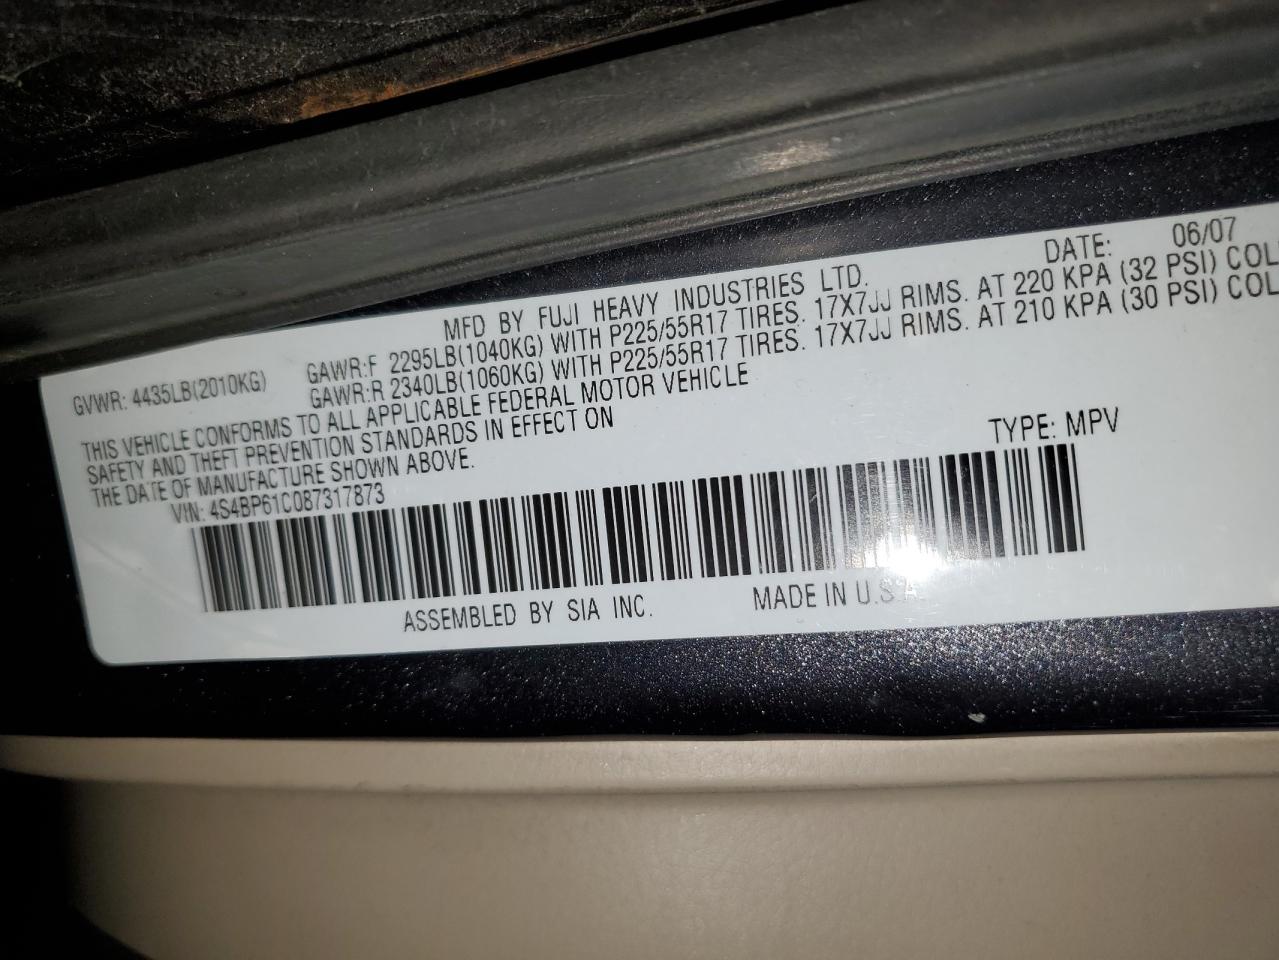 MFD BY FUJI HEAVY INDUSTRIES LTD. DATE: 06/07
GVWR: 4435LB(2010KG) GAWR:F 2295LB(1040KG) WITH P225/55R17 TIRES. 17X7JJ RIMS. AT 220 KPA (32 PSI) COL
GAWR:R 2340LB(1060KG) WITH P225/55R17 TIRES. 17X7JJ RIMS. AT 210 KPA (30 PSI) COL
THIS VEHICLE CONFORMS TO ALL APPLICABLE FEDERAL MOTOR VEHICLE
SAFETY AND THEFT PREVENTION STANDARDS IN EFFECT ON
THE DATE OF MANUFACTURE SHOWN ABOVE.
VIN: 4S4BP61C087317873 TYPE: MPV
ASSEMBLED BY SIA INC. MADE IN U.S.A